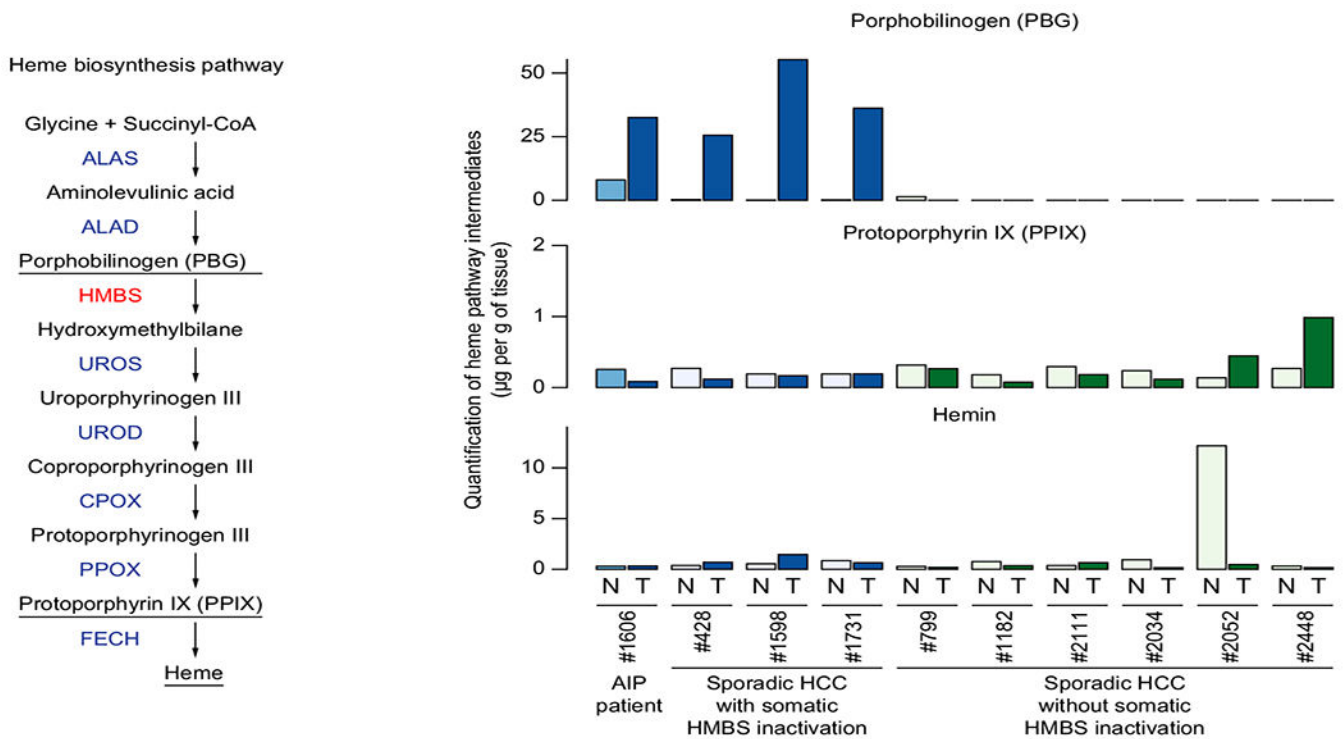 Heme biosynthesis pathway
Glycine + Succinyl-CoA
ALAS
Aminolevulinic acid
ALAD
Porphobilinogen (PBG)
HMBS
Hydroxymethylbilane
UROS
Uroporphyrinogen III
UROD
Coproporphyrinogen III
CPOX
Protoporphyrinogen III
PPOX
Protoporphyrin IX (PPIX)
FECH
Heme
Quantification of heme pathway intermediates
(µg per g of tissue)
Porphobilinogen (PBG)
50
25
0
Protoporphyrin IX (PPIX)
2
1
0
Hemin
10
5
0
N T N T N T N T N T N T N T N T N T N T
#1606 #428 #1598 #1731 #799 #1182 #2111 #2034 #2052 #2448
AIP
patient
Sporadic HCC
with somatic
HMBS inactivation
Sporadic HCC
without somatic
HMBS inactivation